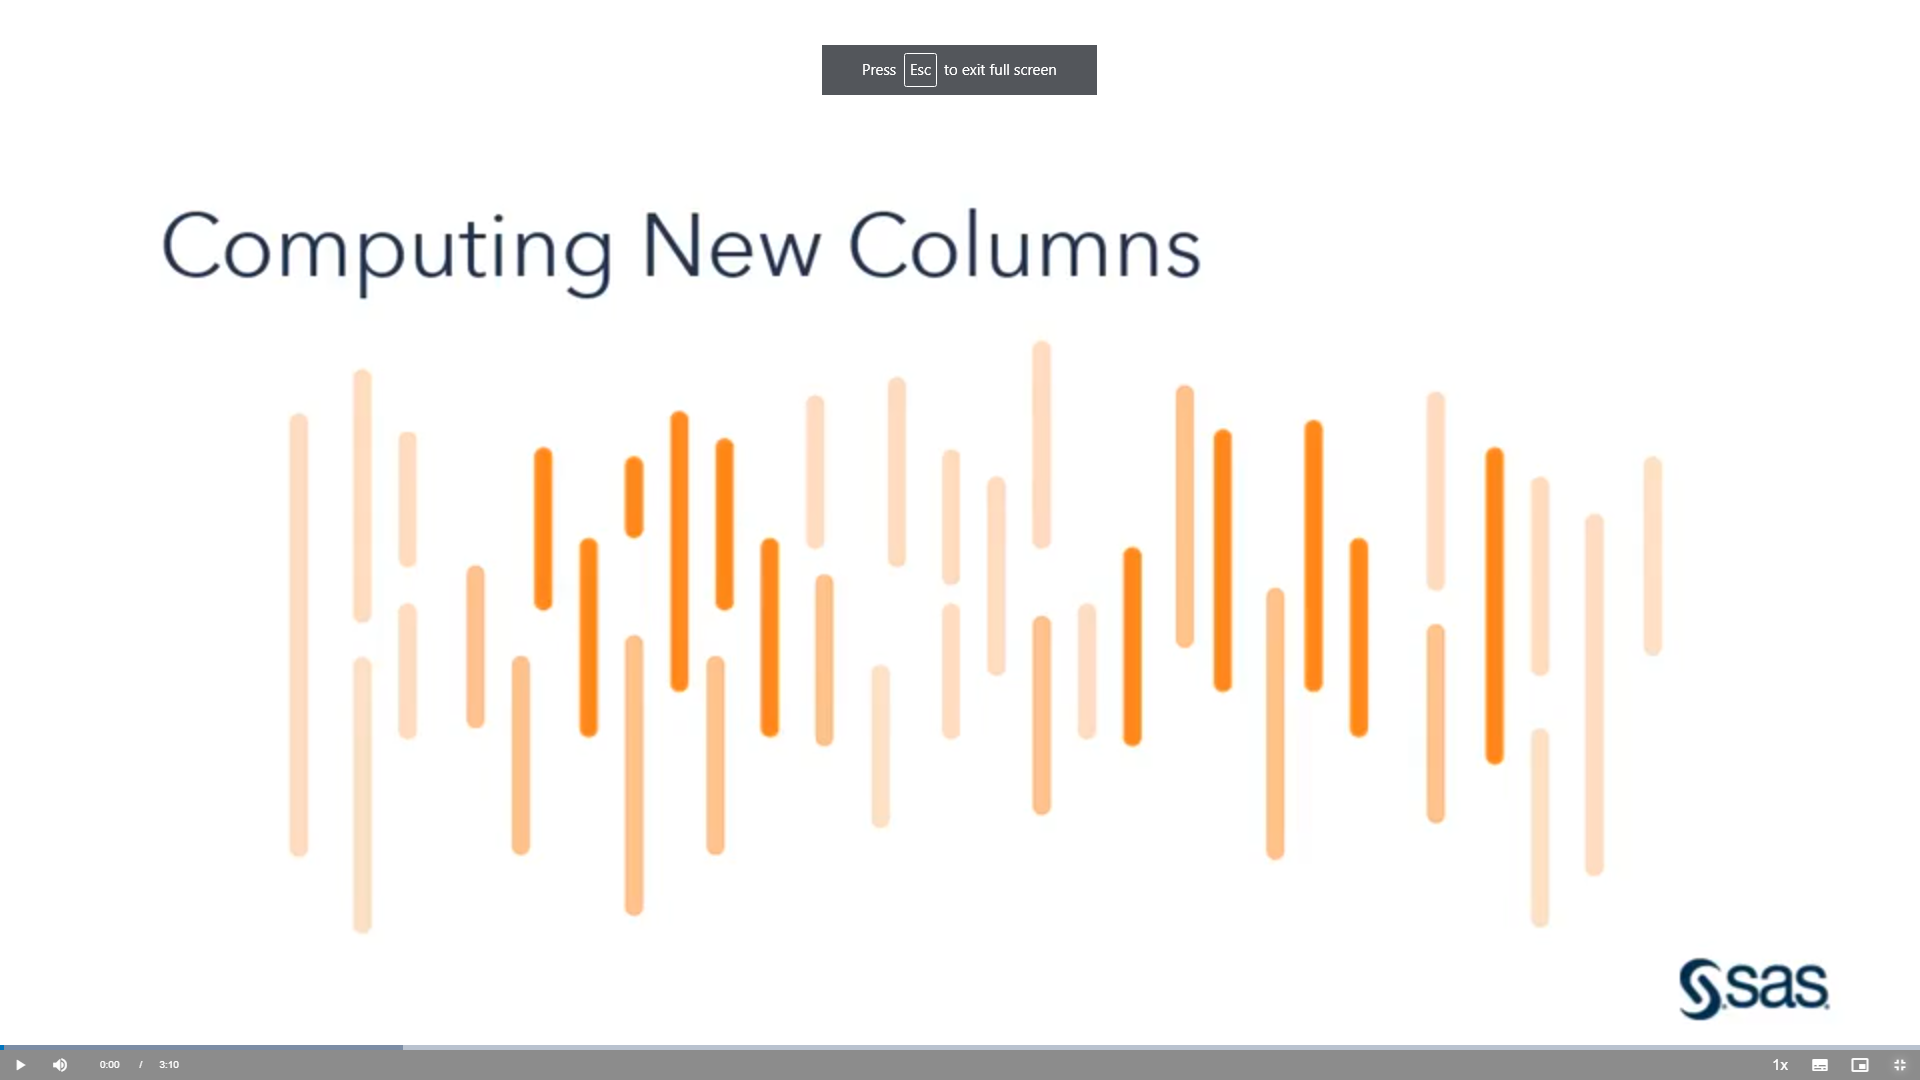 Press Esc to exit full screen
Computing New Columns
sas
0:00 / 3:10
1x